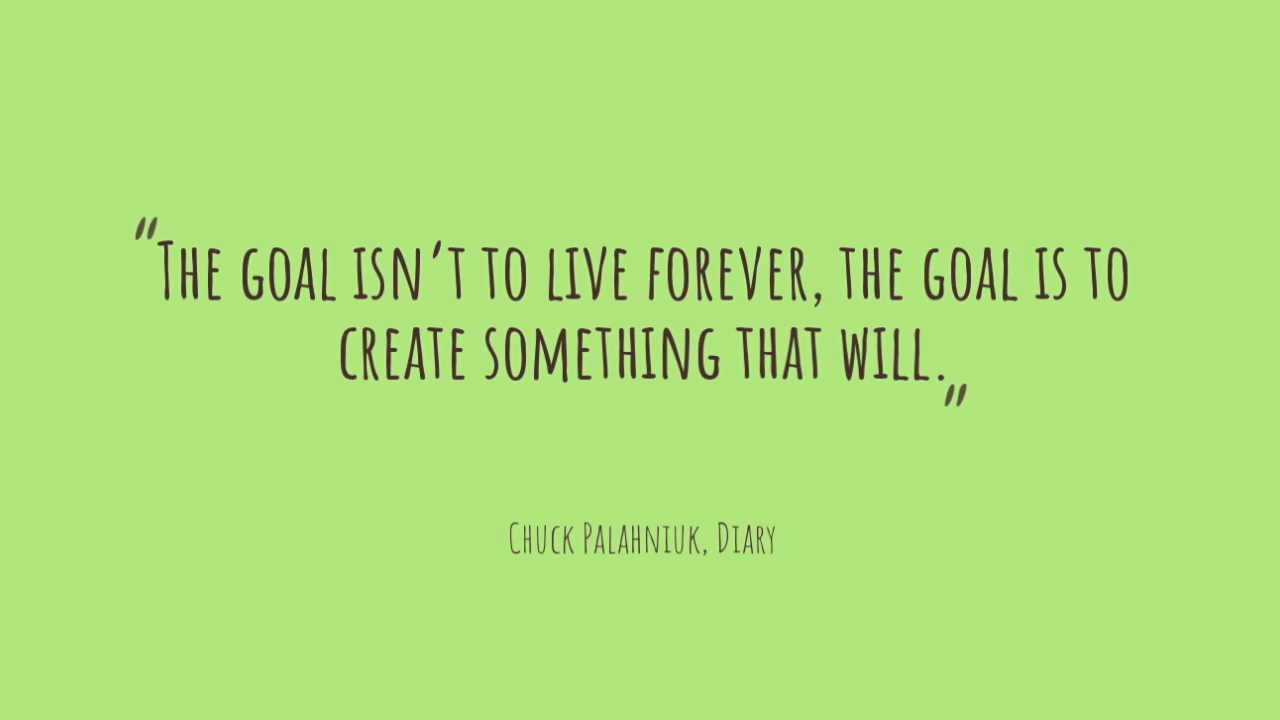 "The goal isn't to live forever, the goal is to
create something that will."
Chuck Palahniuk, Diary